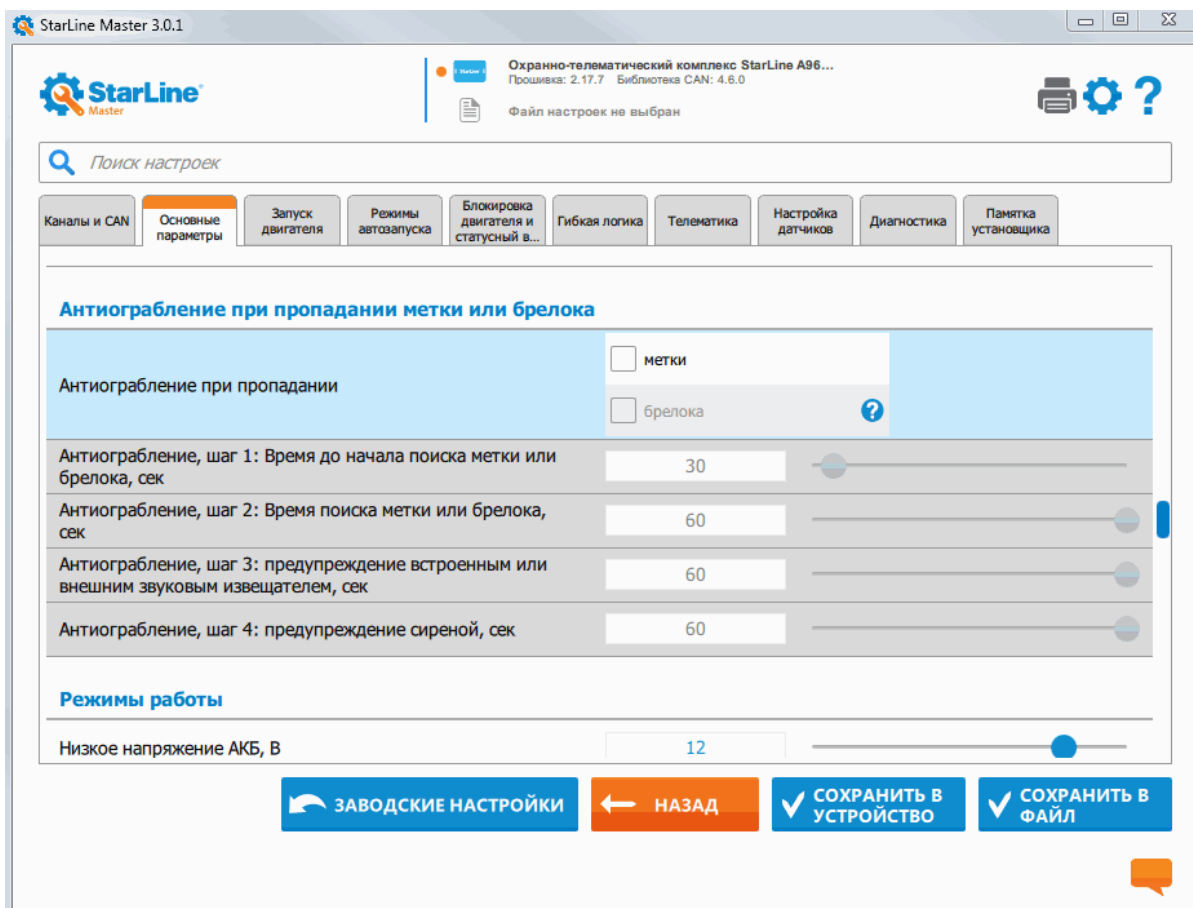 StarLine Master 3.0.1
StarLine
Master
StarLine
Охранно-телематический комплекс StarLine A96...
Прошивка: 2.17.7 Библиотека CAN: 4.6.0
Файл настроек не выбран
?
Поиск настроек
Каналы и CAN
Основные
параметры
Запуск
двигателя
Режимы
автозапуска
Блокировка
двигателя и
статусный в...
Гибкая логика
Телематика
Настройка
датчиков
Диагностика
Памятка
установщика
Антиограбление при пропадании метки или брелока
Антиограбление при пропадании
метки
брелока
?
Антиограбление, шаг 1: Время до начала поиска метки или
брелока, сек
30
Антиограбление, шаг 2: Время поиска метки или брелока,
сек
60
Антиограбление, шаг 3: предупреждение встроенным или
внешним звуковым извещателем, сек
60
Антиограбление, шаг 4: предупреждение сиреной, сек
60
Режимы работы
Низкое напряжение АКБ, В
12
ЗАВОДСКИЕ НАСТРОЙКИ
НАЗАД
СОХРАНИТЬ В
УСТРОЙСТВО
СОХРАНИТЬ В
ФАЙЛ